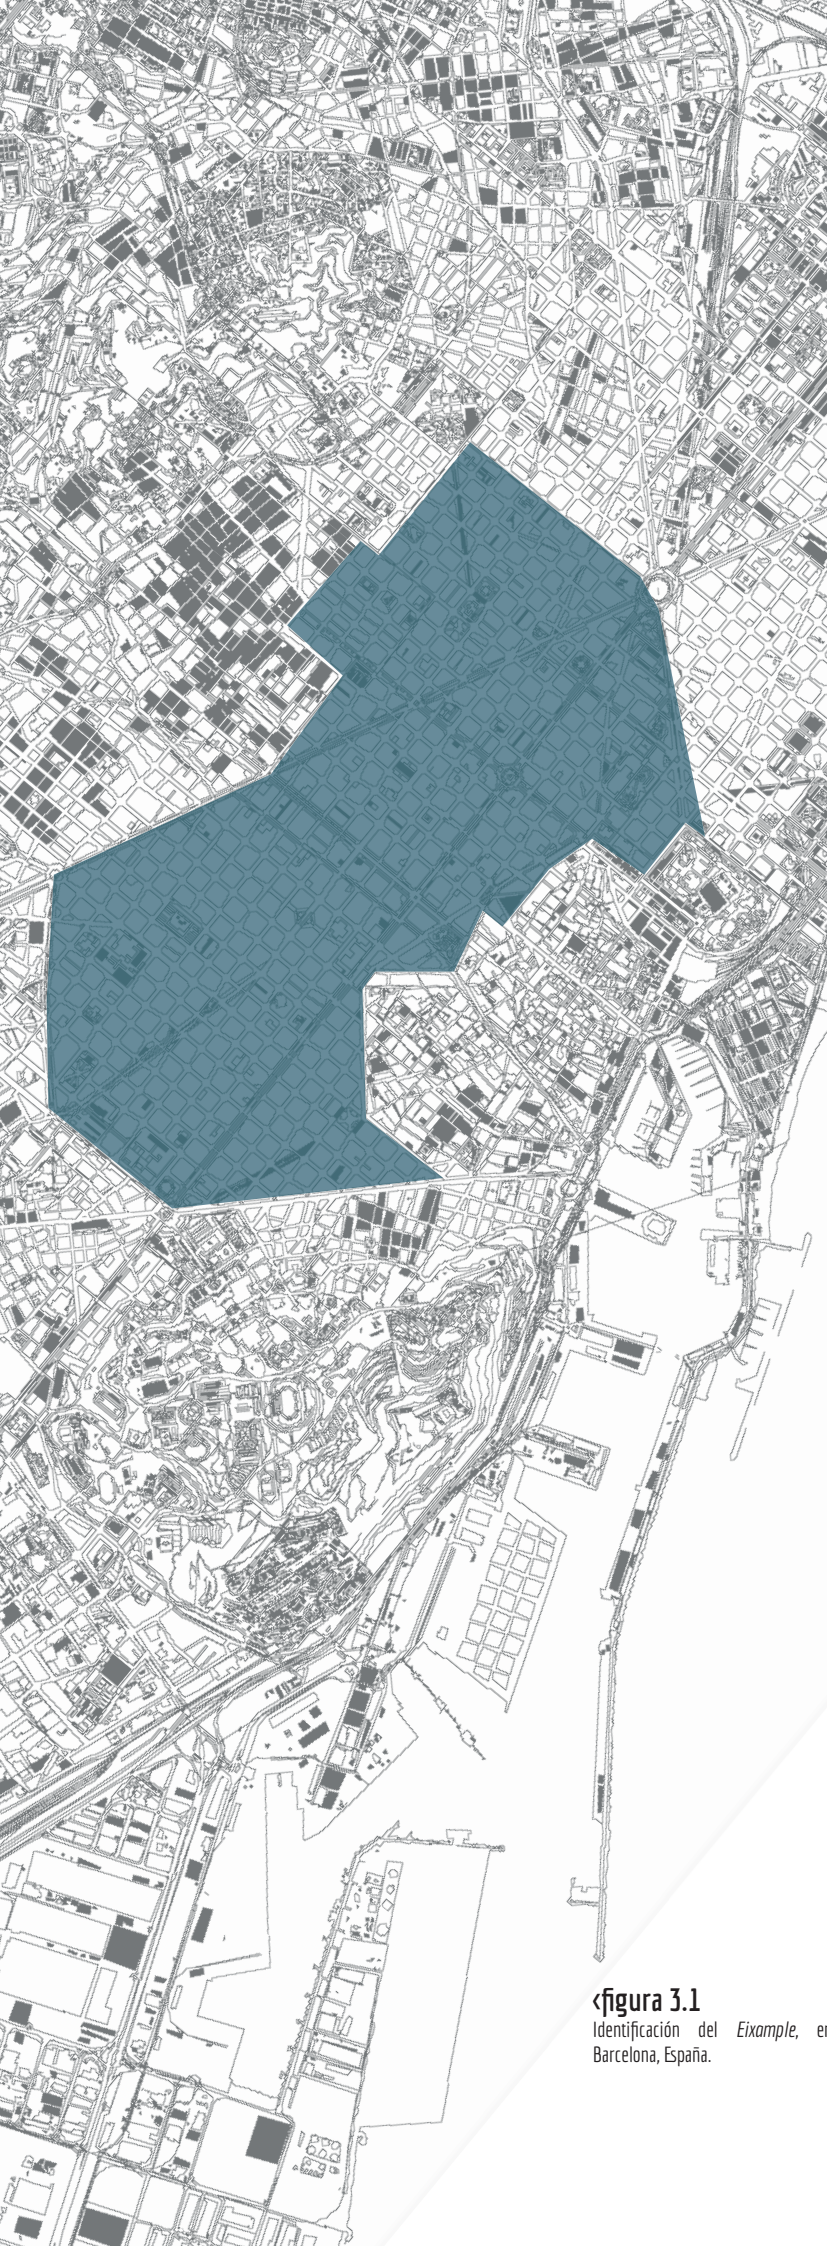 ‹figura 3.1
Identificación del Eixample, en
Barcelona, España.